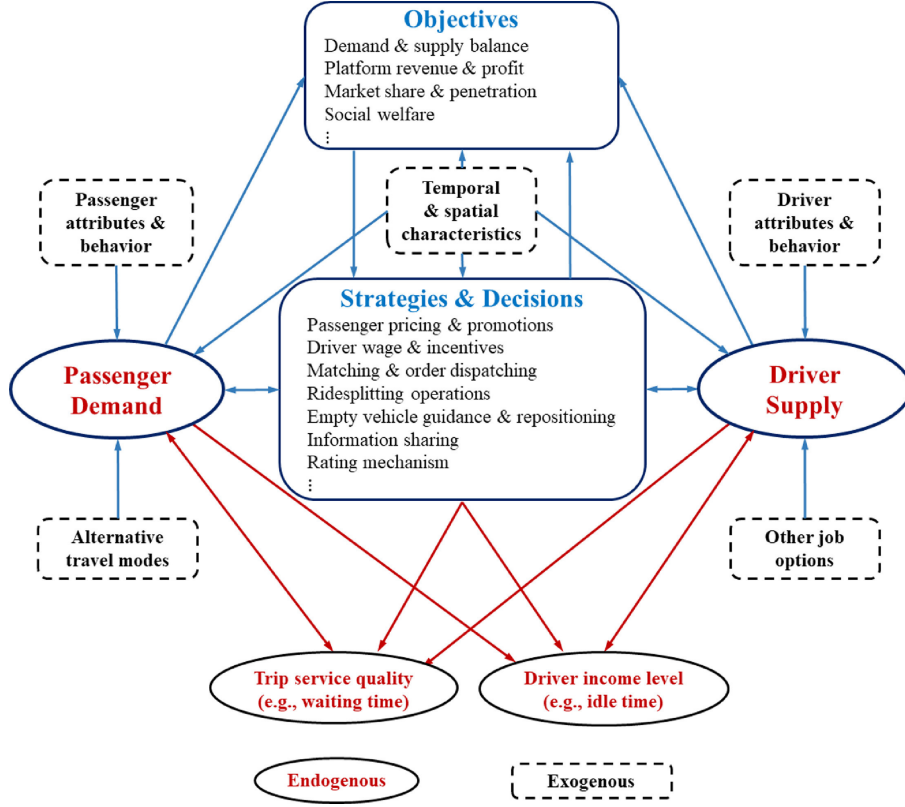 Objectives
Demand & supply balance
Platform revenue & profit
Market share & penetration
Social welfare
⋮
Passenger
attributes &
behavior
Temporal
& spatial
characteristics
Driver
attributes &
behavior
Strategies & Decisions
Passenger pricing & promotions
Driver wage & incentives
Matching & order dispatching
Ridesplitting operations
Empty vehicle guidance & repositioning
Information sharing
Rating mechanism
⋮
Passenger
Demand
Driver
Supply
Alternative
travel modes
Other job
options
Trip service quality
(e.g., waiting time)
Driver income level
(e.g., idle time)
Endogenous
Exogenous